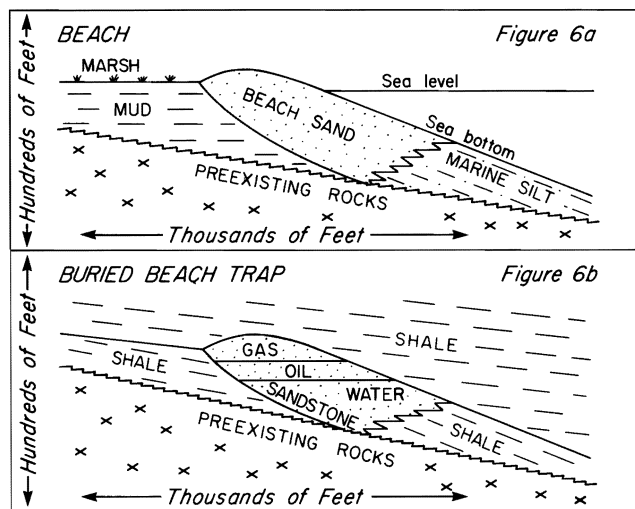 BEACH
Figure 6a
Hundreds of Feet
MARSH
Sea level
MUD
BEACH SAND
Sea bottom
MARINE SILT
PREEXISTING ROCKS
Thousands of Feet
BURIED BEACH TRAP
Figure 6b
Hundreds of Feet
SHALE
GAS
SHALE
OIL
WATER
SANDSTONE
SHALE
PREEXISTING ROCKS
Thousands of Feet